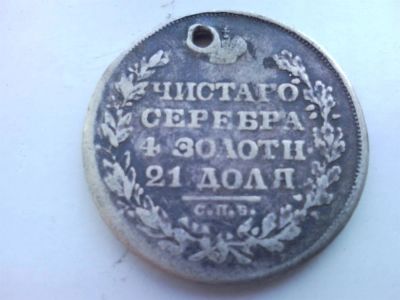 ЧИСТАГО
СЕРЕБРА
4 ЗОЛОТН
21 ДОЛЯ
С.П.Б.